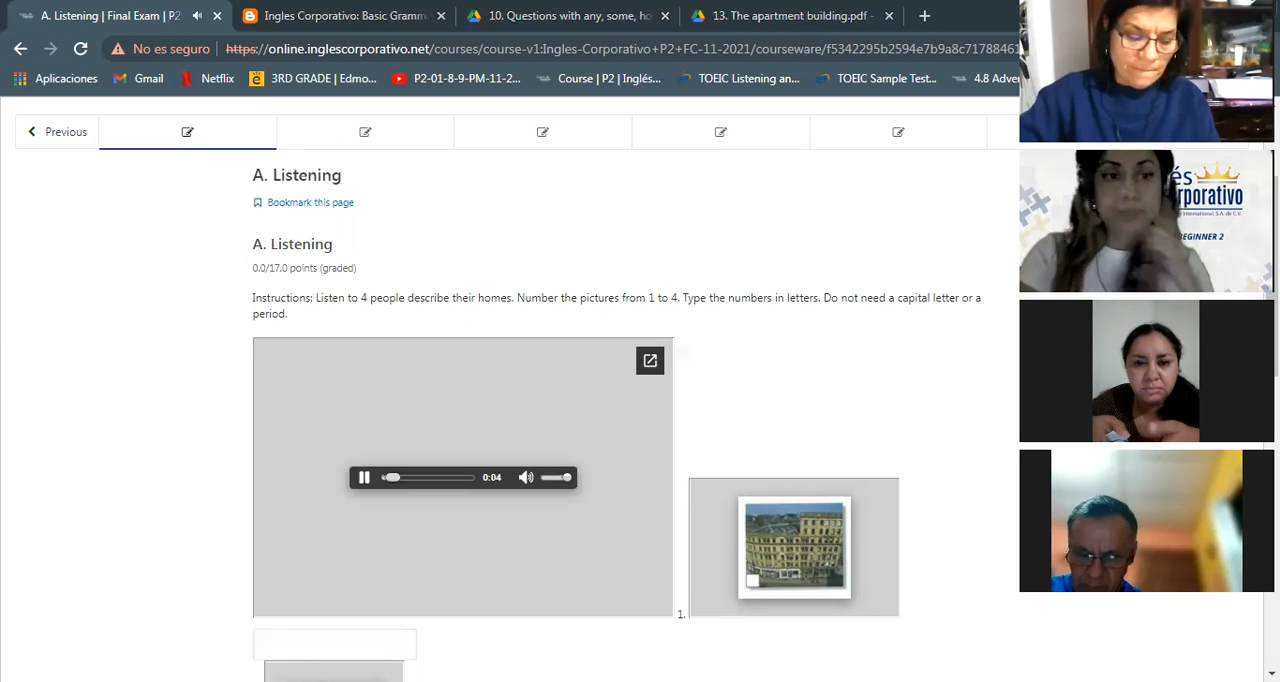 A. Listening | Final Exam | P2
Ingles Corporativo: Basic Gramm
10. Questions with any, some, ho
13. The apartment building.pdf -
No es seguro
https://online.inglescorporativo.net/courses/course-v1:Ingles-Corporativo+P2+FC-11-2021/courseware/f5342295b2594e7b9a8c71788461
Aplicaciones
Gmail
Netflix
3RD GRADE | Edmo...
P2-01-8-9-PM-11-2...
Course | P2 | Inglés...
TOEIC Listening an...
TOEIC Sample Test...
4.8 Adver
Previous
A. Listening
Bookmark this page
A. Listening
0.0/17.0 points (graded)
Instructions: Listen to 4 people describe their homes. Number the pictures from 1 to 4. Type the numbers in letters. Do not need a capital letter or a
period.
0:04
1.
és
rporativo
International, S.A. de C.V.
BEGINNER 2